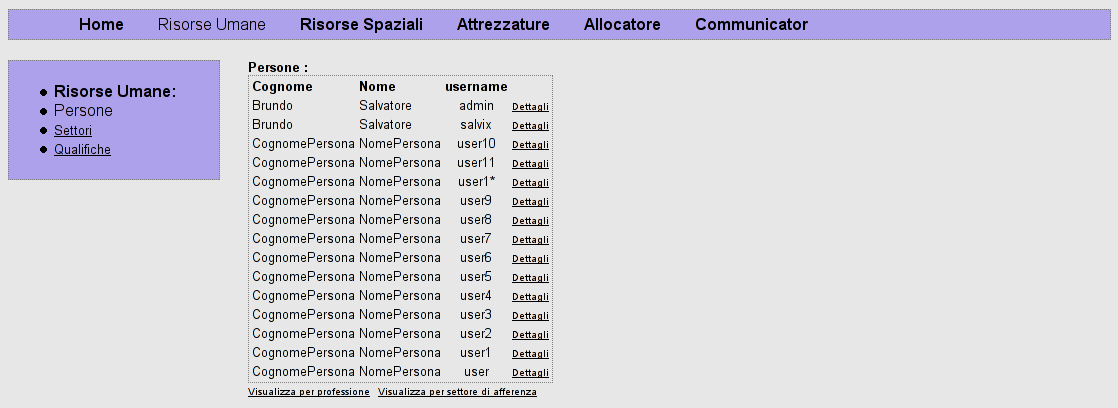 Home Risorse Umane Risorse Spaziali Attrezzature Allocatore Communicator
Risorse Umane:
Persone
Settori
Qualifiche
Persone :
Cognome Nome username
Brundo Salvatore admin Dettagli
Brundo Salvatore salvix Dettagli
CognomePersona NomePersona user10 Dettagli
CognomePersona NomePersona user11 Dettagli
CognomePersona NomePersona user1* Dettagli
CognomePersona NomePersona user9 Dettagli
CognomePersona NomePersona user8 Dettagli
CognomePersona NomePersona user7 Dettagli
CognomePersona NomePersona user6 Dettagli
CognomePersona NomePersona user5 Dettagli
CognomePersona NomePersona user4 Dettagli
CognomePersona NomePersona user3 Dettagli
CognomePersona NomePersona user2 Dettagli
CognomePersona NomePersona user1 Dettagli
CognomePersona NomePersona user Dettagli
Visualizza per professione Visualizza per settore di afferenza